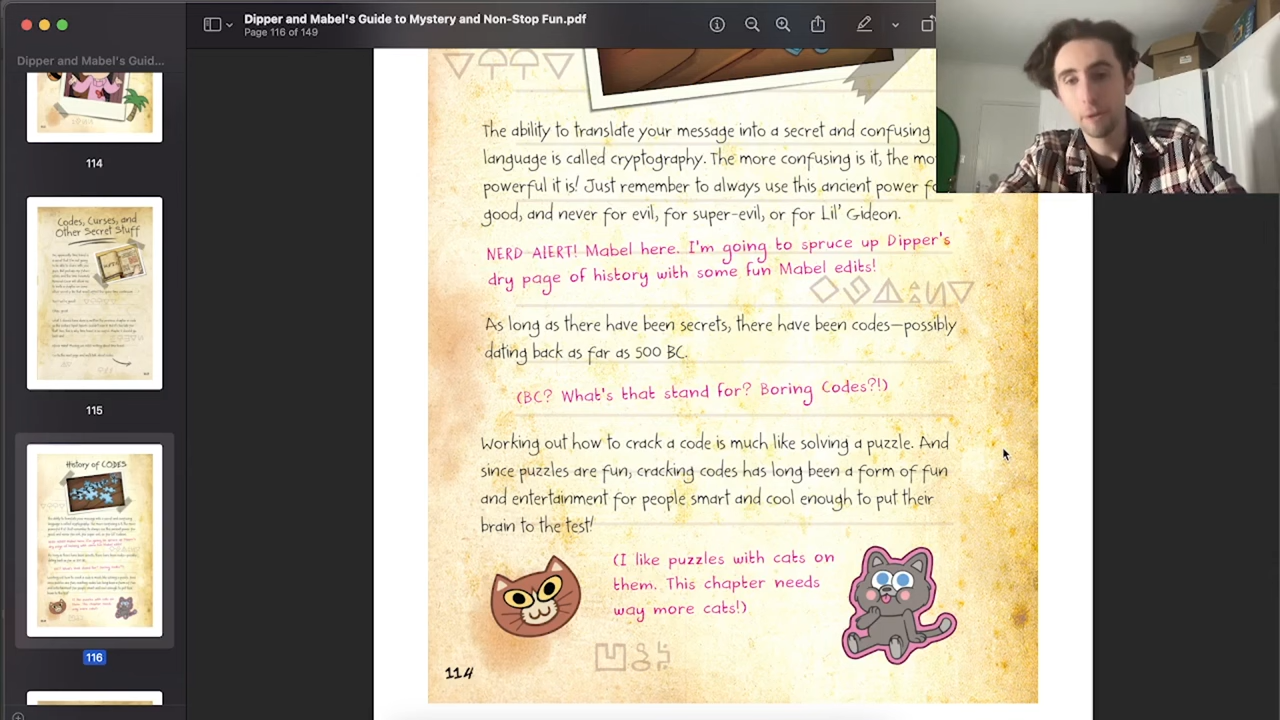 Dipper and Mabel's Guide to Mystery and Non-Stop Fun.pdf
Page 116 of 149
Dipper and Mabel's Guid...
114
Codes, Curses, and
Other Secret Stuff
115
History of CODES
116
The ability to translate your message into a secret and confusing
language is called cryptography. The more confusing is it, the mo
powerful it is! Just remember to always use this ancient power f
good, and never for evil, for super-evil, or for Lil' Gideon.
NERD ALERT! Mabel here. I'm going to spruce up Dipper's
dry page of history with some fun Mabel edits!
As long as there have been secrets, there have been codes—possibly
dating back as far as 500 BC.
(BC? What's that stand for? Boring Codes?!)
Working out how to crack a code is much like solving a puzzle. And
since puzzles are fun, cracking codes has long been a form of fun
and entertainment for people smart and cool enough to put their
brain to the test!
(I like puzzles with cats on
them. This chapter needs
way more cats!)
114